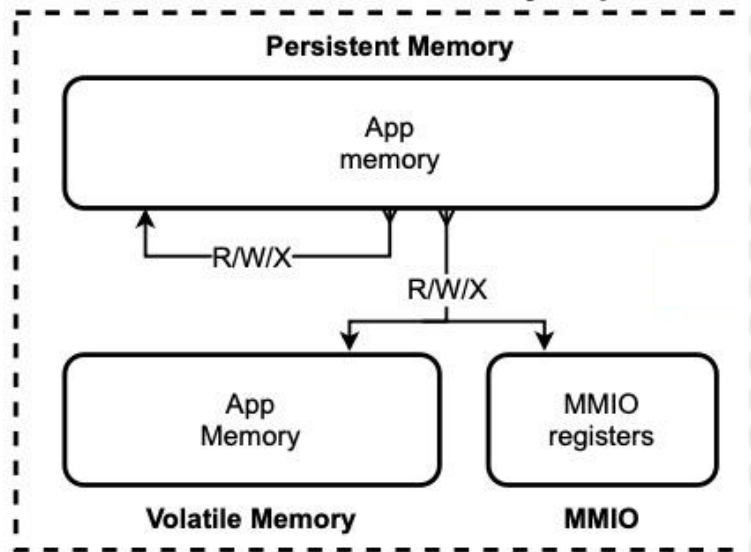 Persistent Memory
App
memory
R/W/X
R/W/X
App
Memory
MMIO
registers
Volatile Memory
MMIO